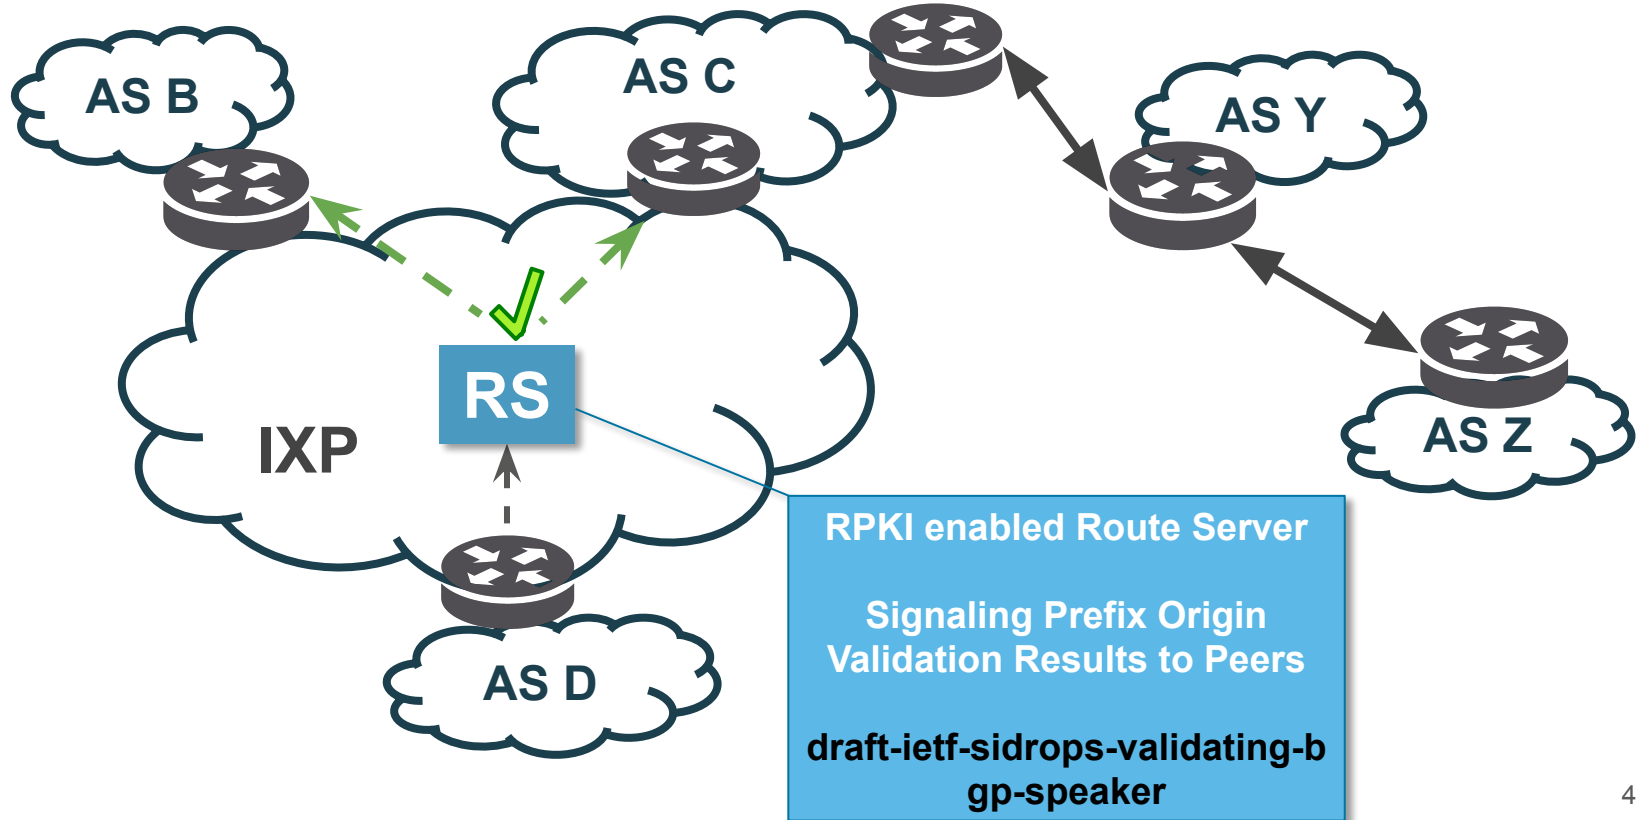 AS B
AS C
AS Y
RS
IXP
AS Z
AS D
RPKI enabled Route Server
Signaling Prefix Origin
Validation Results to Peers
draft-ietf-sidrops-validating-b
gp-speaker
4